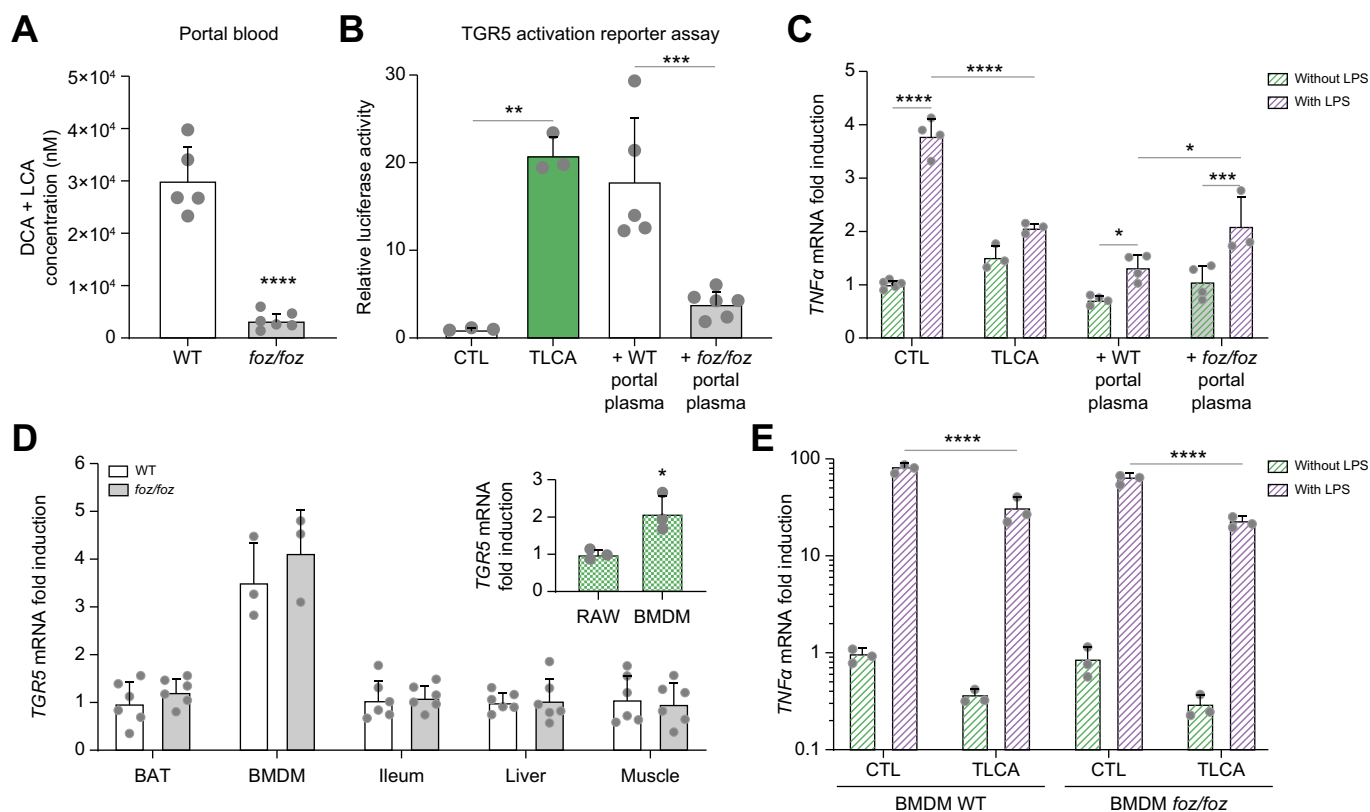 A
Portal blood
DCA + LCA
concentration (nM)
5×10⁴
4×10⁴
3×10⁴
2×10⁴
1×10⁴
0
****
WT
foz/foz
B
TGR5 activation reporter assay
Relative luciferase activity
30
20
10
0
**
***
CTL
TLCA
+ WT
portal
plasma
+ foz/foz
portal
plasma
C
TNFα mRNA fold induction
5
4
3
2
1
0
****
****
*
*
***
CTL
TLCA
+ WT
portal
plasma
+ foz/foz
portal
plasma
Without LPS
With LPS
D
TGR5 mRNA fold induction
6
5
4
3
2
1
0
WT
foz/foz
BAT
BMDM
Ileum
Liver
Muscle
TGR5 mRNA
fold induction
3
2
1
0
*
RAW
BMDM
E
TNFα mRNA fold induction
100
10
1
0.1
****
****
CTL
TLCA
CTL
TLCA
BMDM WT
BMDM foz/foz
Without LPS
With LPS